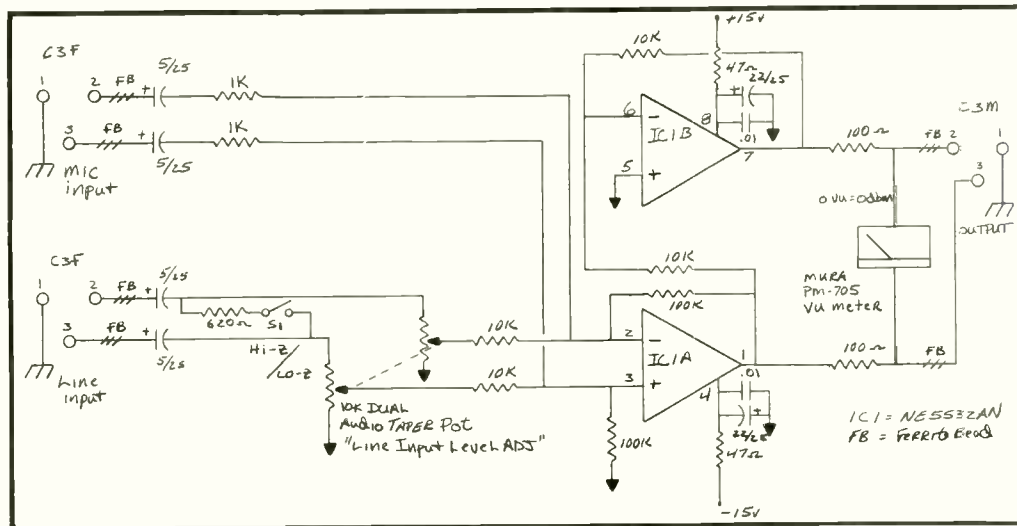 C3F
1
2
FB
+
5/25
1K
3
FB
+
5/25
1K
MIC
input
C3F
1
2
FB
+
5/25
620Ω
S1
3
FB
+
5/25
Hi-Z
/
LO-Z
Line
input
10K DUAL
AUDIO TAPER Pot
"Line Input Level ADJ"
10K
10K
100K
10K
100K
2
-
IC1A
3
+
1
4
.01
22/25
+
47Ω
-15V
10K
6
-
IC1B
5
+
8
7
+15V
47Ω
+
22/25
.01
100Ω
FB
2
C3M
1
3
OUTPUT
0 VU=0dbm
MURA
PM-705
VU meter
100Ω
FB
IC1=NE5532AN
FB = Ferrite Bead